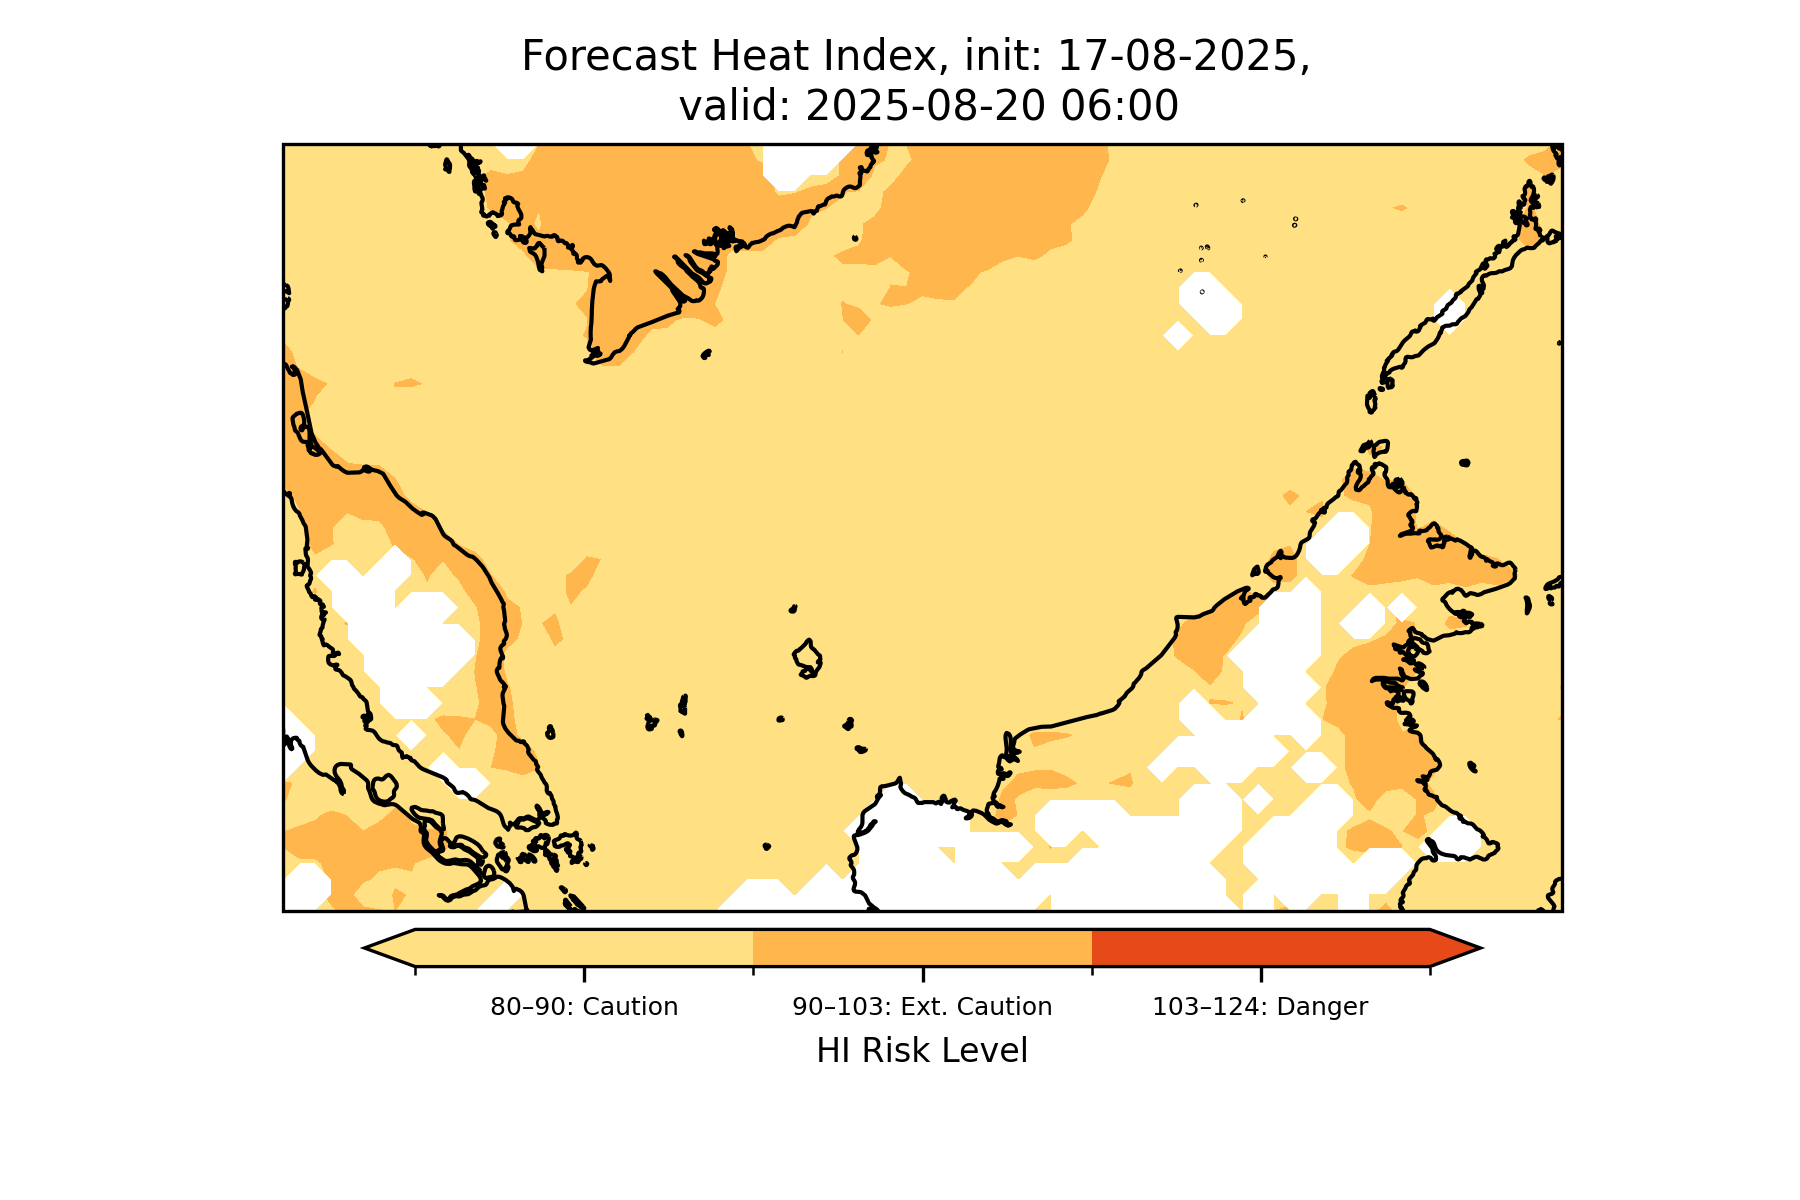 Forecast Heat Index, init: 17-08-2025,
valid: 2025-08-20 06:00
80–90: Caution
90–103: Ext. Caution
103–124: Danger
HI Risk Level